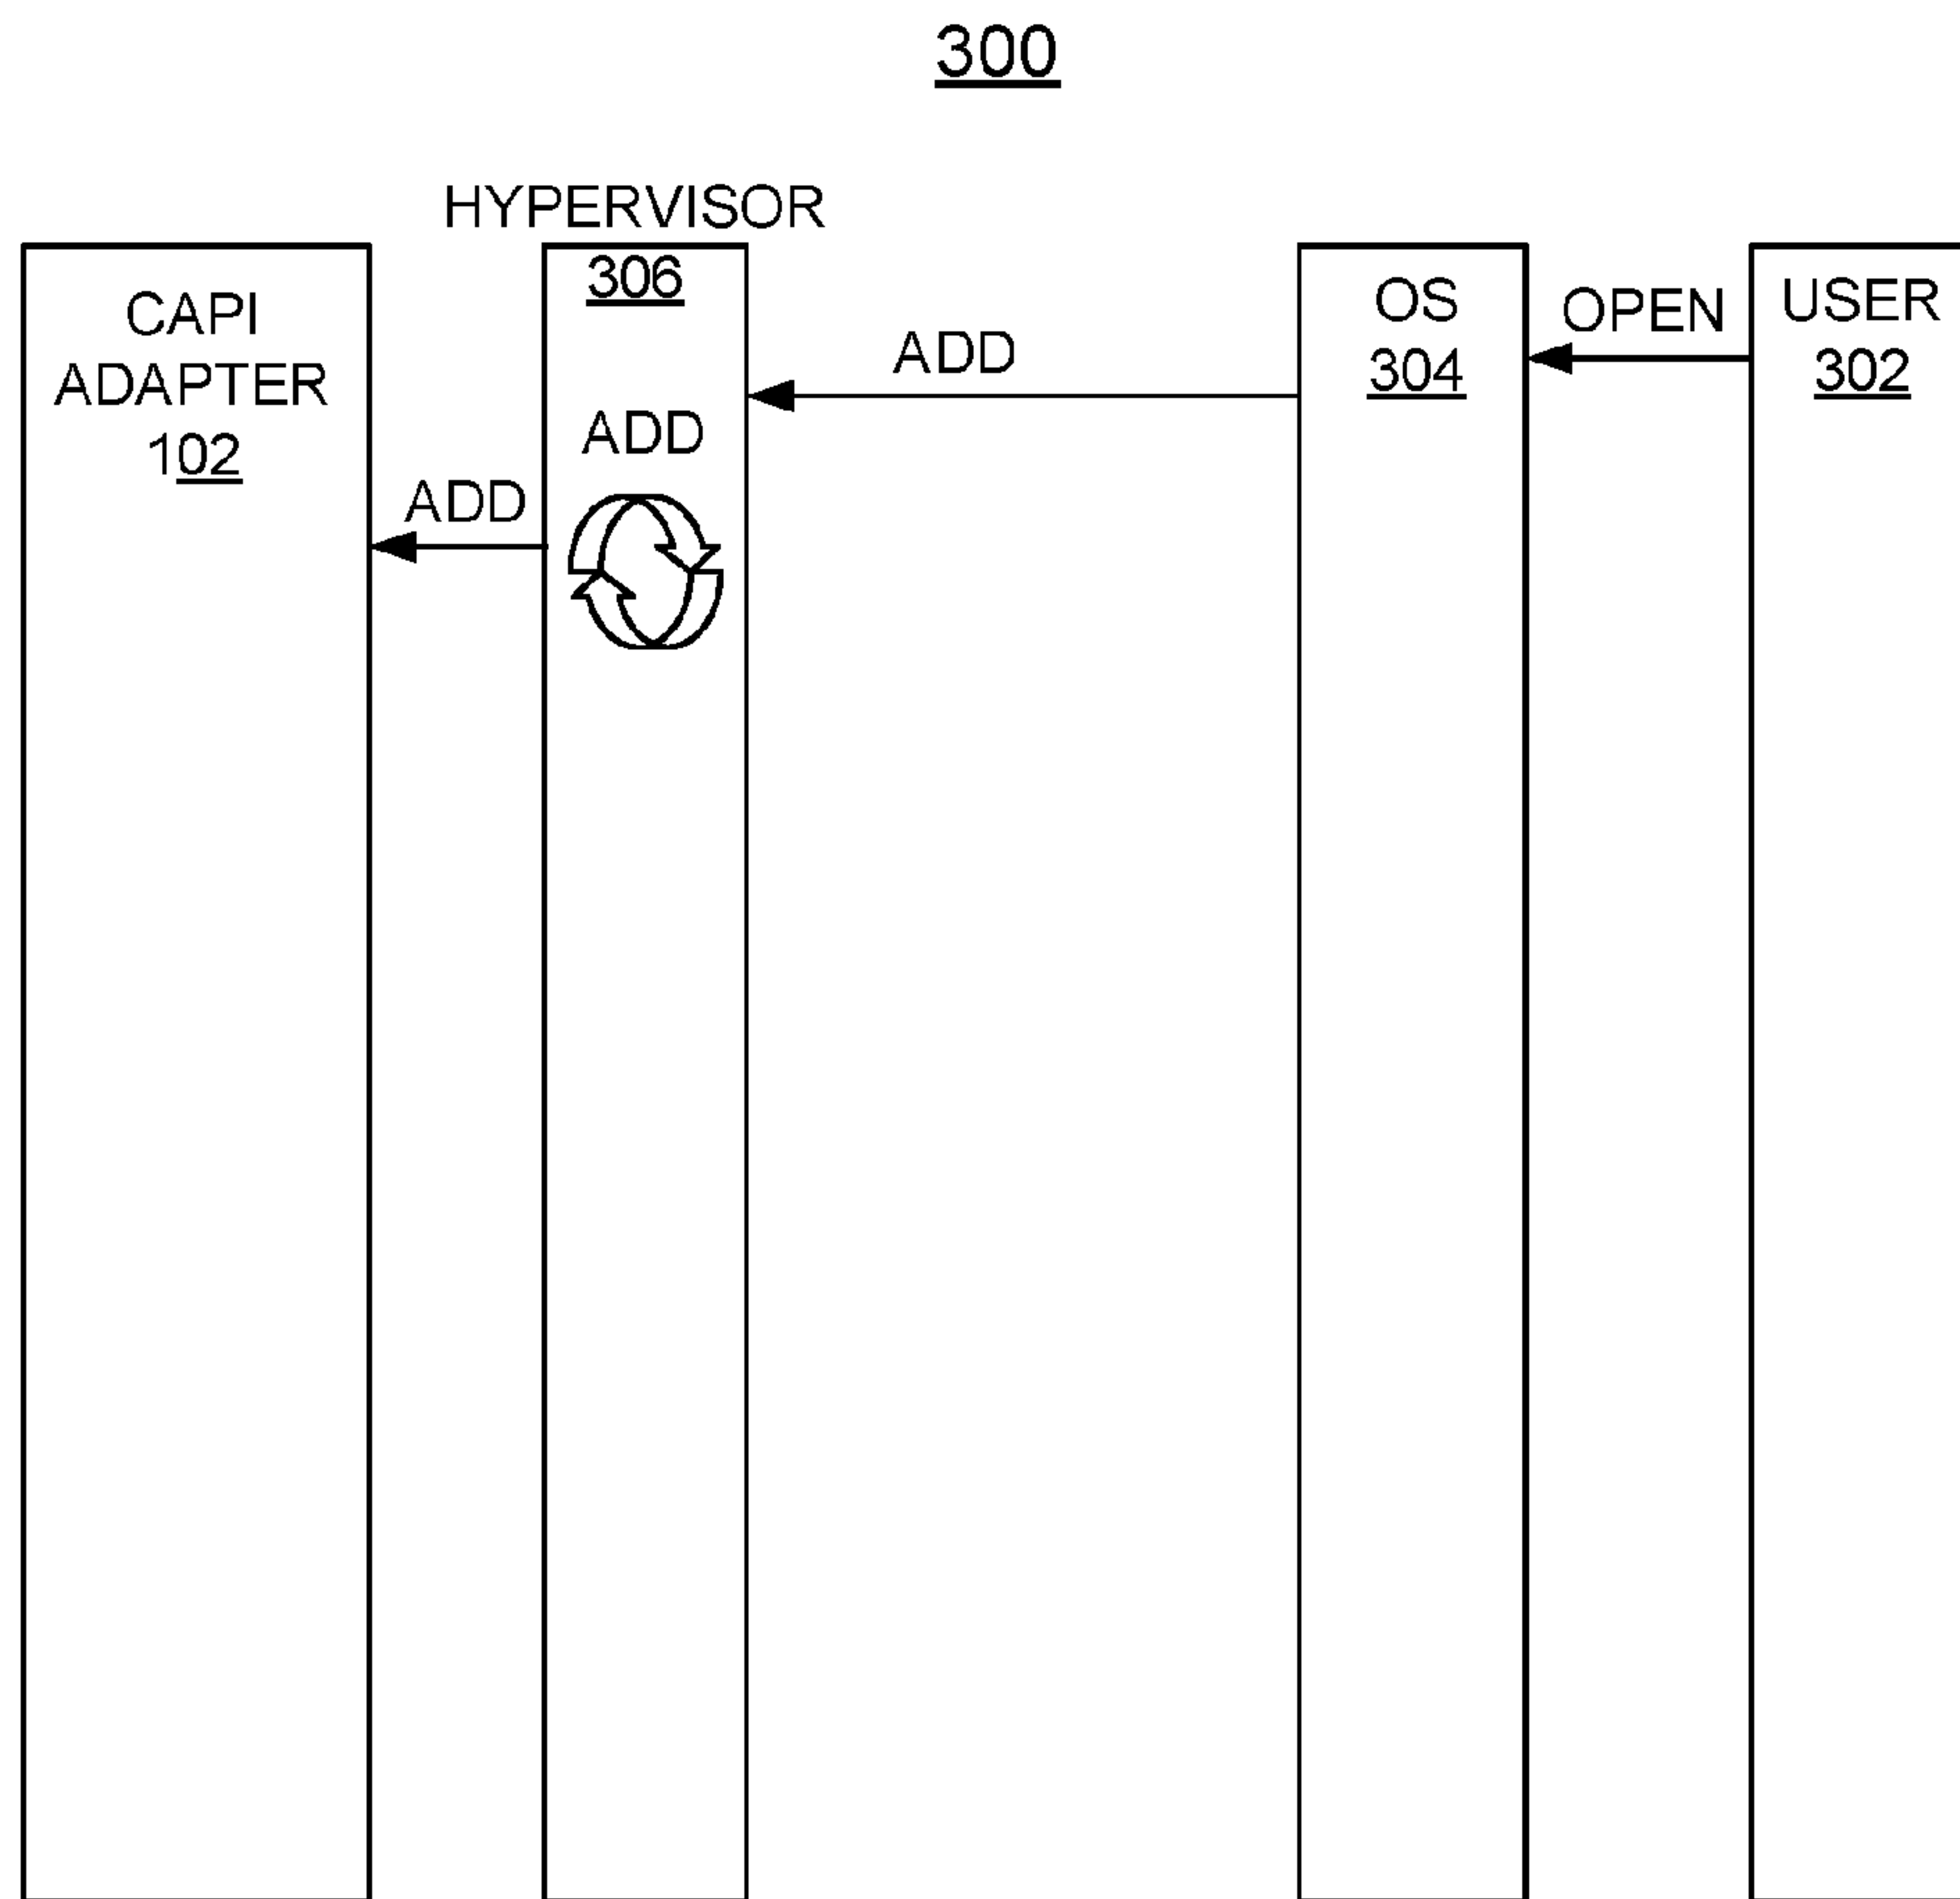 300
HYPERVISOR
306
CAPI
ADAPTER
102
ADD
ADD
ADD
OS
304
OPEN
USER
302